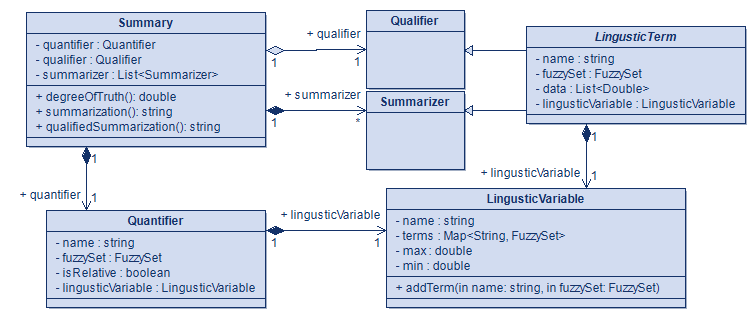 Summary
- quantifier : Quantifier
- qualifier : Qualifier
- summarizer : List<Summarizer>
+ degreeOfTruth(): double
+ summarization(): string
+ qualifiedSummarization(): string
+ qualifier
1
1
Qualifier
+ summarizer
1
*
Summarizer
LingusticTerm
- name : string
- fuzzySet : FuzzySet
- data : List<Double>
- lingusticVariable : LingusticVariable
1
+ quantifier
1
1
+ lingusticVariable
1
Quantifier
- name : string
- fuzzySet : FuzzySet
- isRelative : boolean
- lingusticVariable : LingusticVariable
+ lingusticVariable
1
1
LingusticVariable
- name : string
- terms : Map<String, FuzzySet>
- max : double
- min : double
+ addTerm(in name: string, in fuzzySet: FuzzySet)